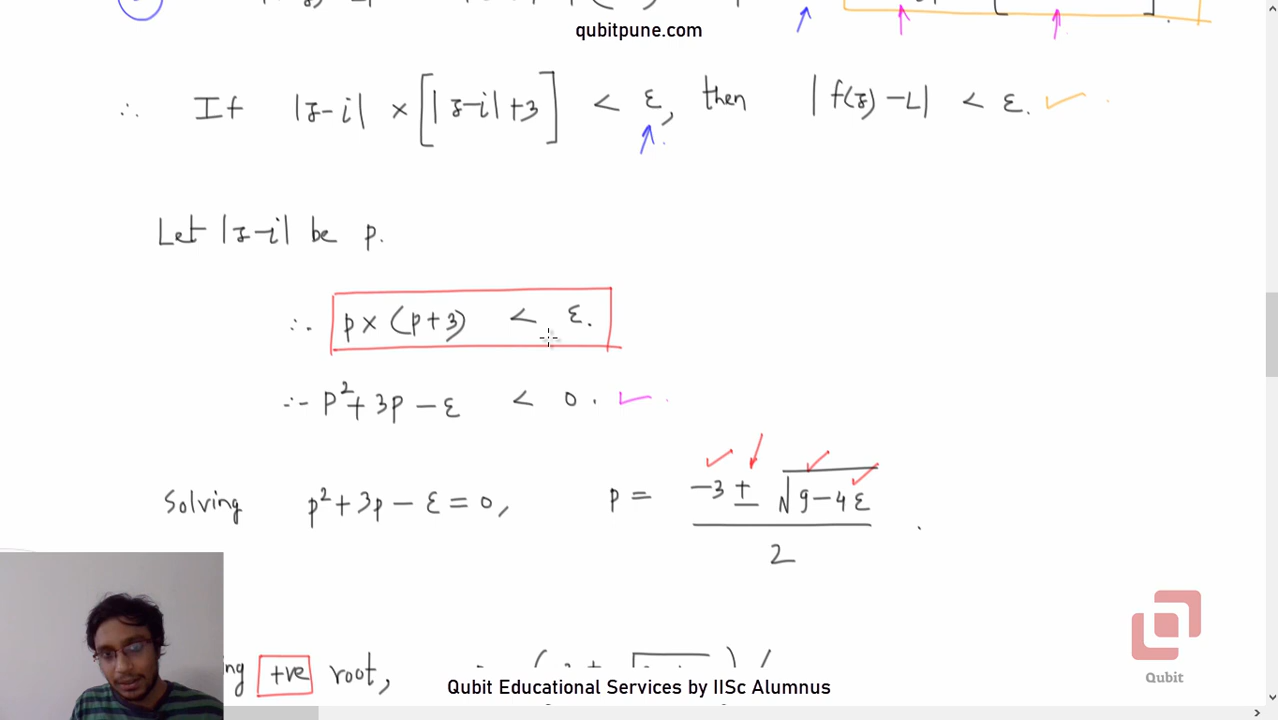 qubitpune.com
∴ If |z-i| × [|z-i|+3] < ε, then |f(z)-L| < ε.
Let |z-i| be p.
∴ p×(p+3) < ε.
∴ p²+3p-ε < 0.
Solving p²+3p-ε=0, p = (-3 ± √(9-4ε))/2 .
+ve root,
Qubit
Qubit Educational Services by IISc Alumnus